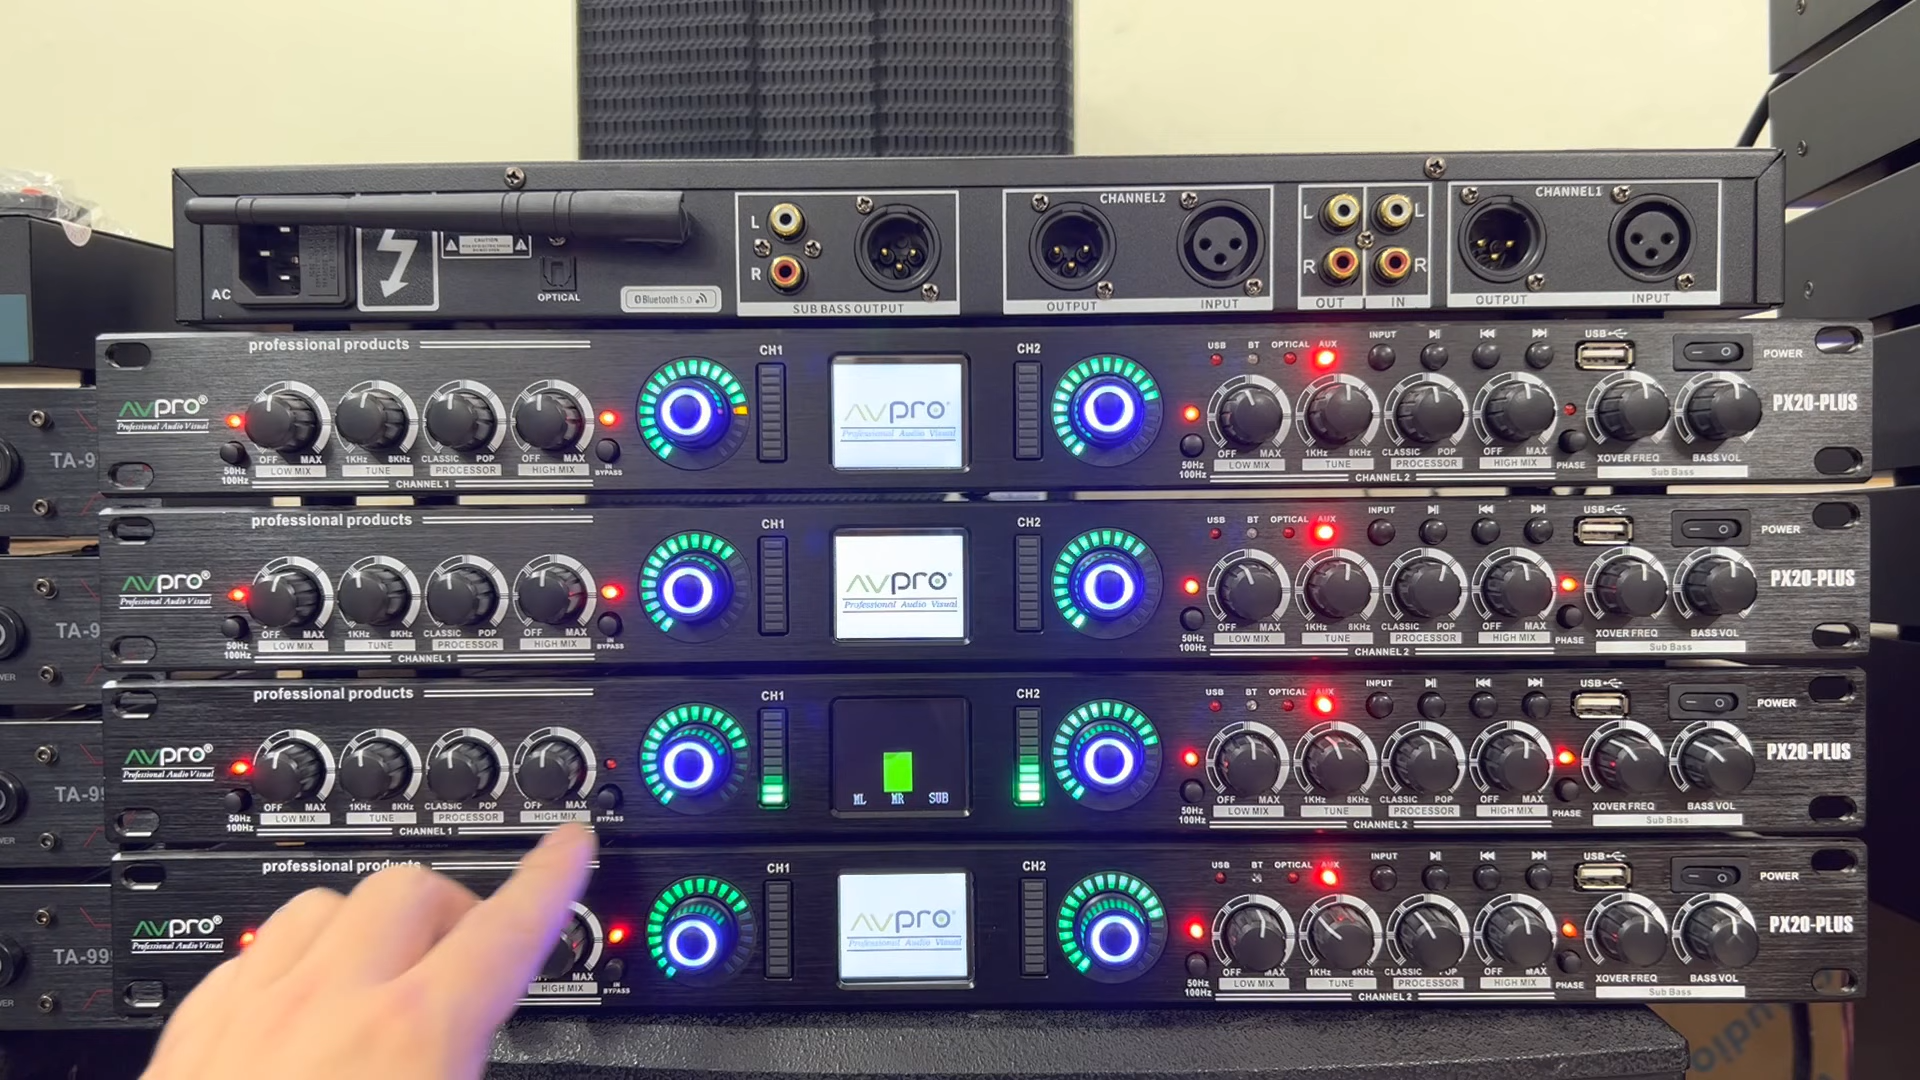 CHANNEL2
CHANNEL1
L
L
L
CAUTION
R
R
R
AC
OPTICAL
Bluetooth 5.0
SUB BASS OUTPUT
OUTPUT
INPUT
OUT
IN
OUTPUT
INPUT
professional products
CH1
CH2
USB BT OPTICAL AUX
INPUT
USB
POWER
AVpro®
Professional Audio Visual
AVpro
Professional Audio Visual
PX20-PLUS
OFF MAX 1KHz 8KHz CLASSIC POP OFF MAX
LOW MIX TUNE PROCESSOR HIGH MIX
50Hz
100Hz
IN
BYPASS
CHANNEL 1
OFF MAX 1KHz 8KHz CLASSIC POP OFF MAX
LOW MIX TUNE PROCESSOR HIGH MIX
50Hz
100Hz
PHASE
CHANNEL 2
XOVER FREQ BASS VOL
Sub Bass
TA-9
professional products
CH1
CH2
USB BT OPTICAL AUX
INPUT
USB
POWER
AVpro®
Professional Audio Visual
AVpro®
Professional Audio Visual
PX20-PLUS
OFF MAX 1KHz 8KHz CLASSIC POP OFF MAX
LOW MIX TUNE PROCESSOR HIGH MIX
50Hz
100Hz
IN
BYPASS
CHANNEL 1
OFF MAX 1KHz 8KHz CLASSIC POP OFF MAX
LOW MIX TUNE PROCESSOR HIGH MIX
50Hz
100Hz
PHASE
CHANNEL 2
XOVER FREQ BASS VOL
Sub Bass
TA-9
professional products
CH1
CH2
USB BT OPTICAL AUX
INPUT
USB
POWER
AVpro®
Professional Audio Visual
ML MR SUB
PX20-PLUS
OFF MAX 1KHz 8KHz CLASSIC POP OFF MAX
LOW MIX TUNE PROCESSOR HIGH MIX
50Hz
100Hz
IN
BYPASS
CHANNEL 1
OFF MAX 1KHz 8KHz CLASSIC POP OFF MAX
LOW MIX TUNE PROCESSOR HIGH MIX
50Hz
100Hz
PHASE
CHANNEL 2
XOVER FREQ BASS VOL
Sub Bass
TA-99
professional products
CH1
CH2
USB BT OPTICAL AUX
INPUT
USB
POWER
AVpro®
Professional Audio Visual
AVpro®
Professional Audio Visual
PX20-PLUS
MAX
HIGH MIX
IN
BYPASS
OFF MAX 1KHz 8KHz CLASSIC POP OFF MAX
LOW MIX TUNE PROCESSOR HIGH MIX
50Hz
100Hz
PHASE
CHANNEL 2
XOVER FREQ BASS VOL
Sub Bass
TA-999